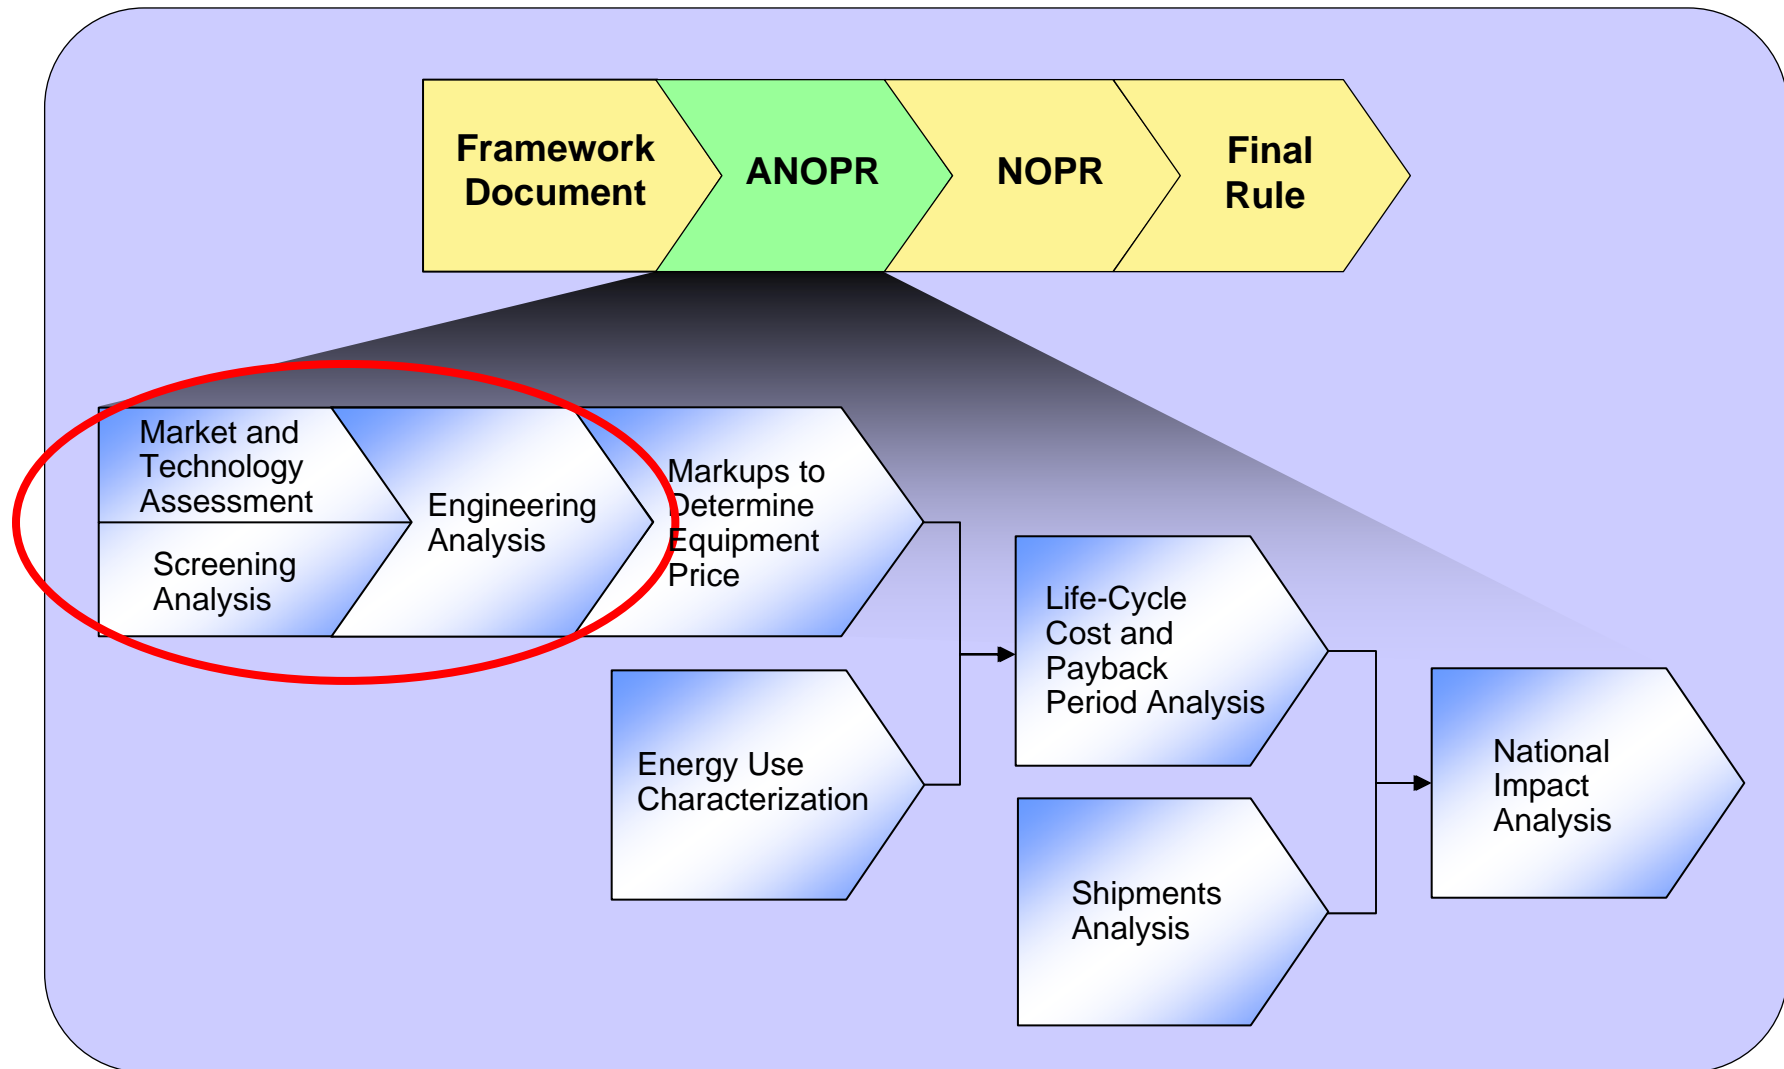 Framework
Document
ANOPR
NOPR
Final
Rule
Market and
Technology
Assessment
Screening
Analysis
Engineering
Analysis
Markups to
Determine
Equipment
Price
Energy Use
Characterization
Life-Cycle
Cost and
Payback
Period Analysis
Shipments
Analysis
National
Impact
Analysis